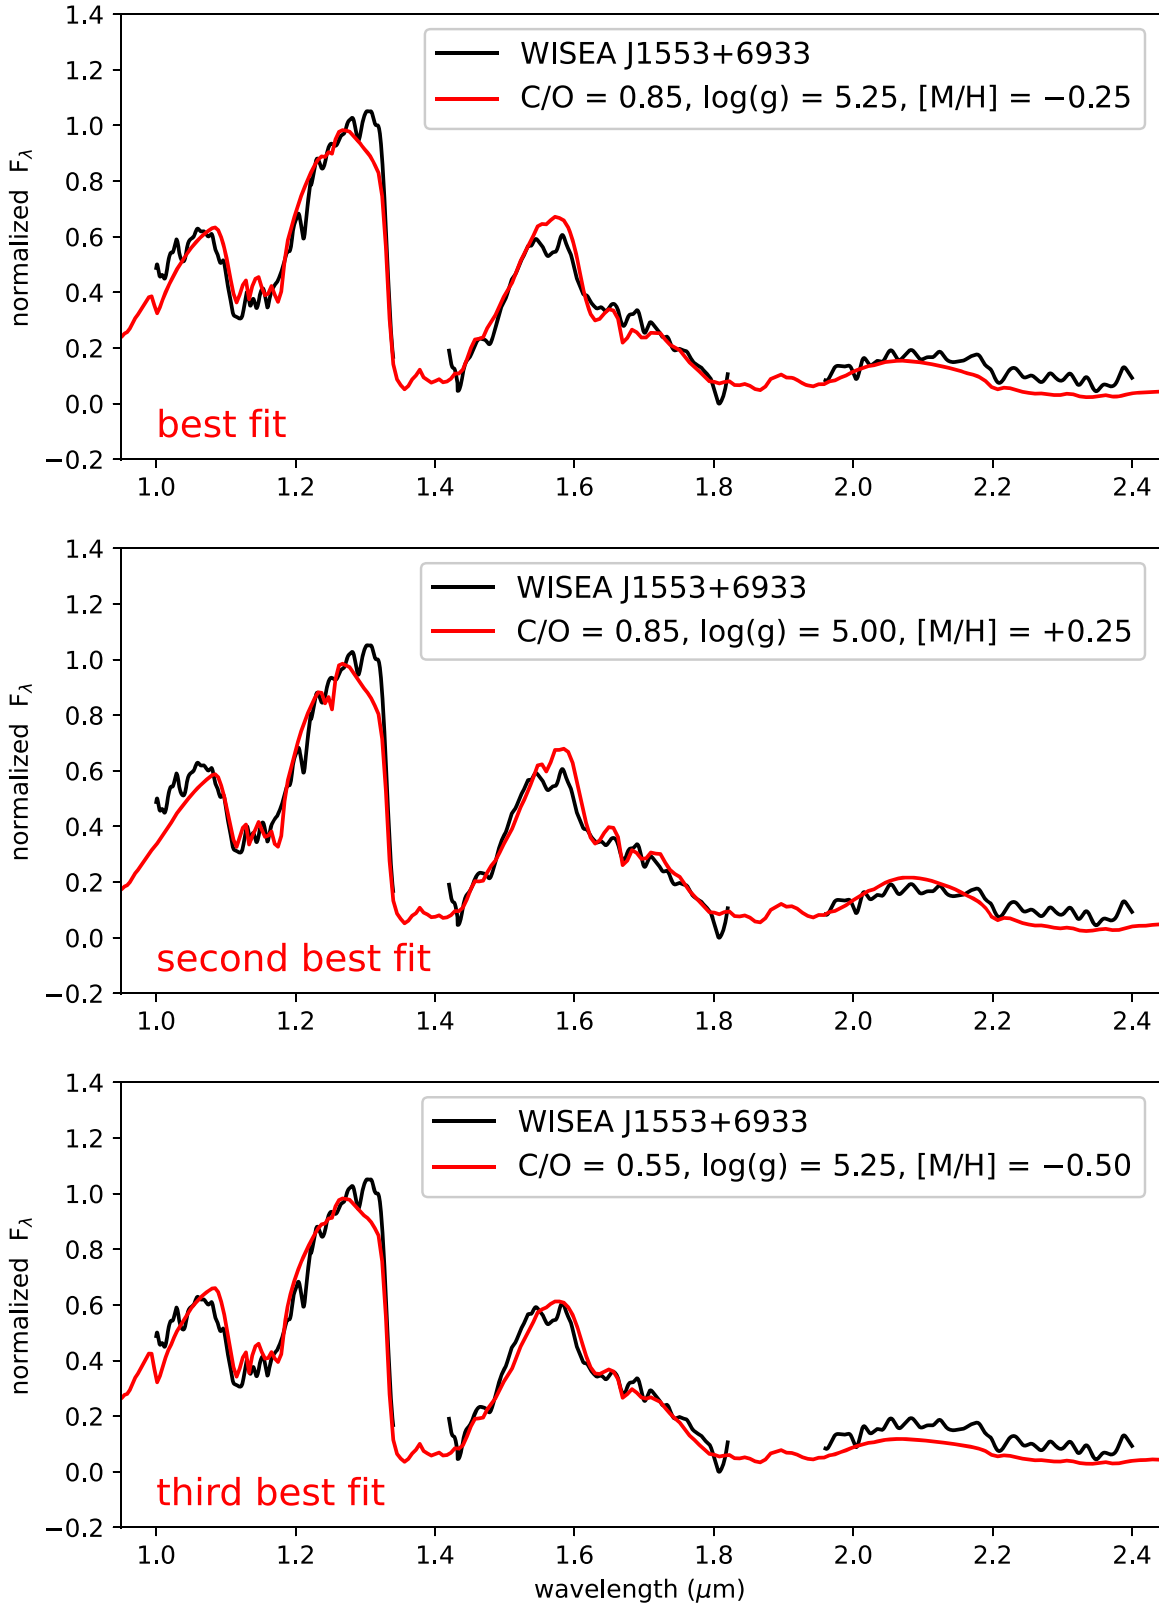 1.4
1.2
1.0
0.8
0.6
0.4
0.2
0.0
−0.2
normalized F_λ
WISEA J1553+6933
C/O = 0.85, log(g) = 5.25, [M/H] = −0.25
best fit
1.0 1.2 1.4 1.6 1.8 2.0 2.2 2.4
1.4
1.2
1.0
0.8
0.6
0.4
0.2
0.0
−0.2
normalized F_λ
WISEA J1553+6933
C/O = 0.85, log(g) = 5.00, [M/H] = +0.25
second best fit
1.0 1.2 1.4 1.6 1.8 2.0 2.2 2.4
1.4
1.2
1.0
0.8
0.6
0.4
0.2
0.0
−0.2
normalized F_λ
WISEA J1553+6933
C/O = 0.55, log(g) = 5.25, [M/H] = −0.50
third best fit
1.0 1.2 1.4 1.6 1.8 2.0 2.2 2.4
wavelength (μm)